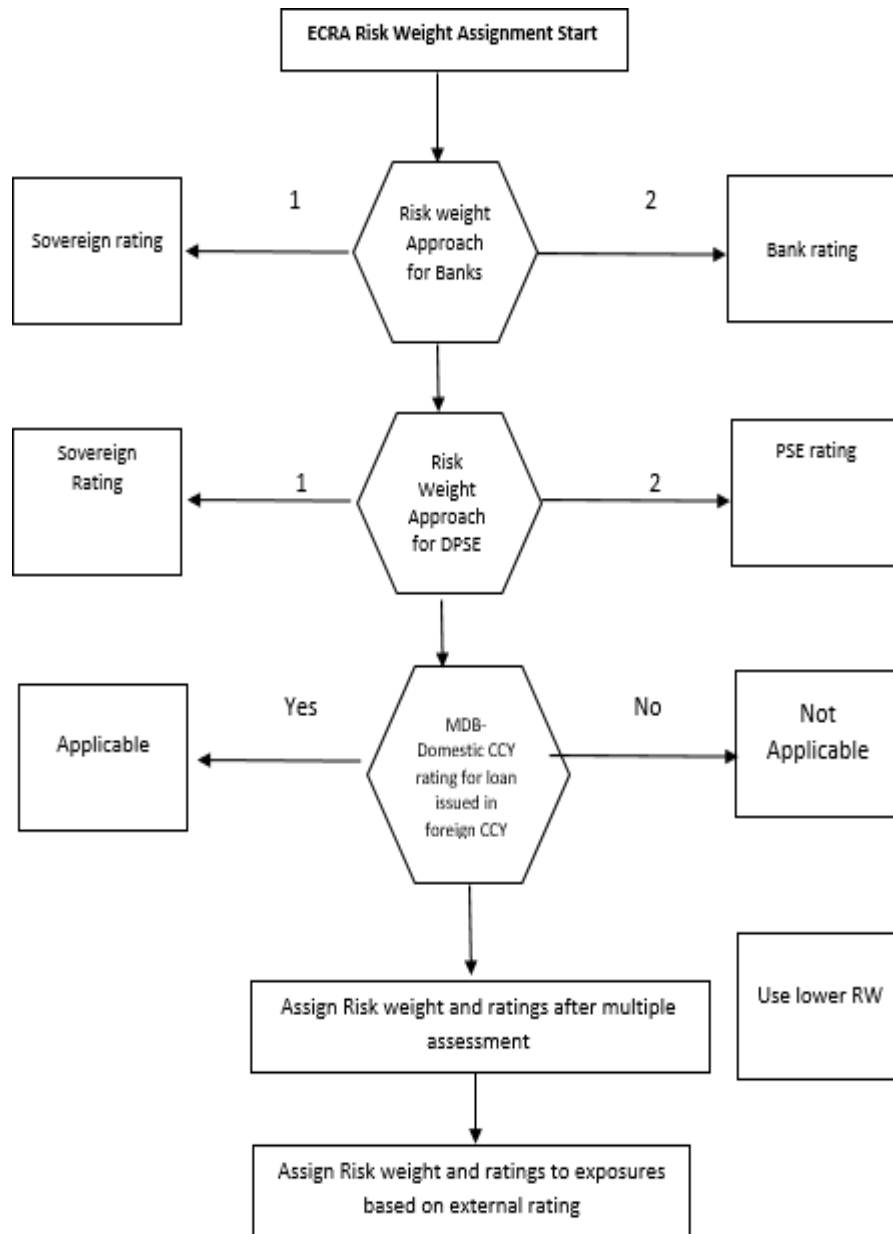 ECRA Risk Weight Assignment Start
1
2
Risk weight
Approach
for Banks
Sovereign rating
Bank rating
Sovereign
Rating
1
Risk
Weight
Approach
for DPSE
2
PSE rating
Applicable
Yes
MDB-
Domestic CCY
rating for loan
issued in
foreign CCY
No
Not
Applicable
Use lower RW
Assign Risk weight and ratings after multiple
assessment
Assign Risk weight and ratings to exposures
based on external rating